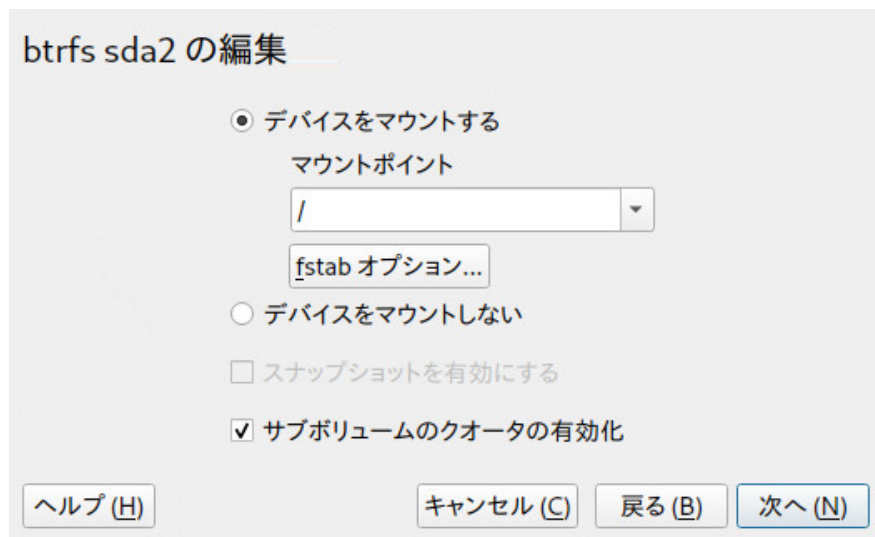 btrfs sda2 の編集
デバイスをマウントする
マウントポイント
/
fstab オプション...
デバイスをマウントしない
スナップショットを有効にする
サブボリュームのクオータの有効化
ヘルプ (H) キャンセル (C) 戻る (B) 次へ (N)